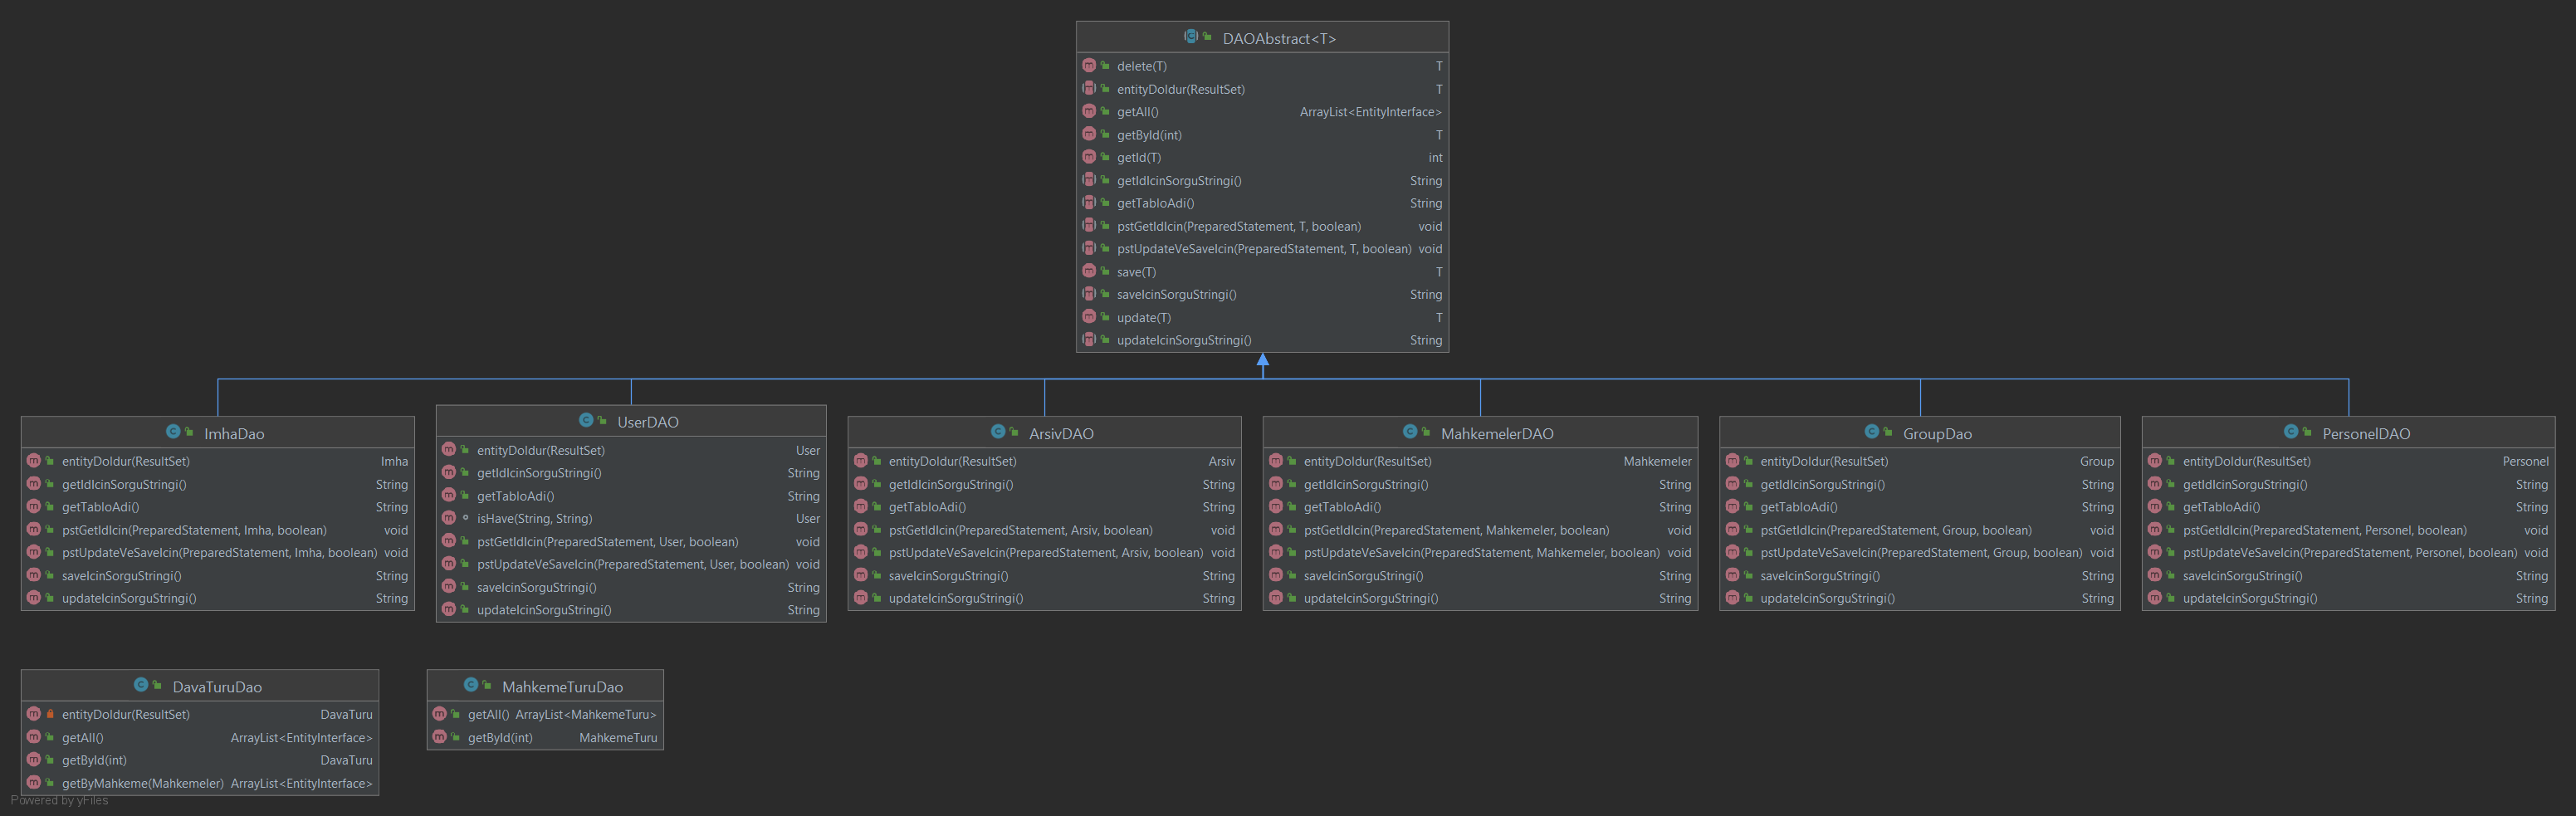 DAOAbstract<T>
delete(T) T
entityDoldur(ResultSet) T
getAll() ArrayList<EntityInterface>
getById(int) T
getId(T) int
getIdIcinSorguStringi() String
getTabloAdi() String
pstGetIdIcin(PreparedStatement, T, boolean) void
pstUpdateVeSaveIcin(PreparedStatement, T, boolean) void
save(T) T
saveIcinSorguStringi() String
update(T) T
updateIcinSorguStringi() String
ImhaDao
entityDoldur(ResultSet) Imha
getIdIcinSorguStringi() String
getTabloAdi() String
pstGetIdIcin(PreparedStatement, Imha, boolean) void
pstUpdateVeSaveIcin(PreparedStatement, Imha, boolean) void
saveIcinSorguStringi() String
updateIcinSorguStringi() String
UserDAO
entityDoldur(ResultSet) User
getIdIcinSorguStringi() String
getTabloAdi() String
isHave(String, String) User
pstGetIdIcin(PreparedStatement, User, boolean) void
pstUpdateVeSaveIcin(PreparedStatement, User, boolean) void
saveIcinSorguStringi() String
updateIcinSorguStringi() String
ArsivDAO
entityDoldur(ResultSet) Arsiv
getIdIcinSorguStringi() String
getTabloAdi() String
pstGetIdIcin(PreparedStatement, Arsiv, boolean) void
pstUpdateVeSaveIcin(PreparedStatement, Arsiv, boolean) void
saveIcinSorguStringi() String
updateIcinSorguStringi() String
MahkemelerDAO
entityDoldur(ResultSet) Mahkemeler
getIdIcinSorguStringi() String
getTabloAdi() String
pstGetIdIcin(PreparedStatement, Mahkemeler, boolean) void
pstUpdateVeSaveIcin(PreparedStatement, Mahkemeler, boolean) void
saveIcinSorguStringi() String
updateIcinSorguStringi() String
GroupDao
entityDoldur(ResultSet) Group
getIdIcinSorguStringi() String
getTabloAdi() String
pstGetIdIcin(PreparedStatement, Group, boolean) void
pstUpdateVeSaveIcin(PreparedStatement, Group, boolean) void
saveIcinSorguStringi() String
updateIcinSorguStringi() String
PersonelDAO
entityDoldur(ResultSet) Personel
getIdIcinSorguStringi() String
getTabloAdi() String
pstGetIdIcin(PreparedStatement, Personel, boolean) void
pstUpdateVeSaveIcin(PreparedStatement, Personel, boolean) void
saveIcinSorguStringi() String
updateIcinSorguStringi() String
DavaTuruDao
entityDoldur(ResultSet) DavaTuru
getAll() ArrayList<EntityInterface>
getById(int) DavaTuru
getByMahkeme(Mahkemeler) ArrayList<EntityInterface>
MahkemeTuruDao
getAll() ArrayList<MahkemeTuru>
getById(int) MahkemeTuru
Powered by yFiles